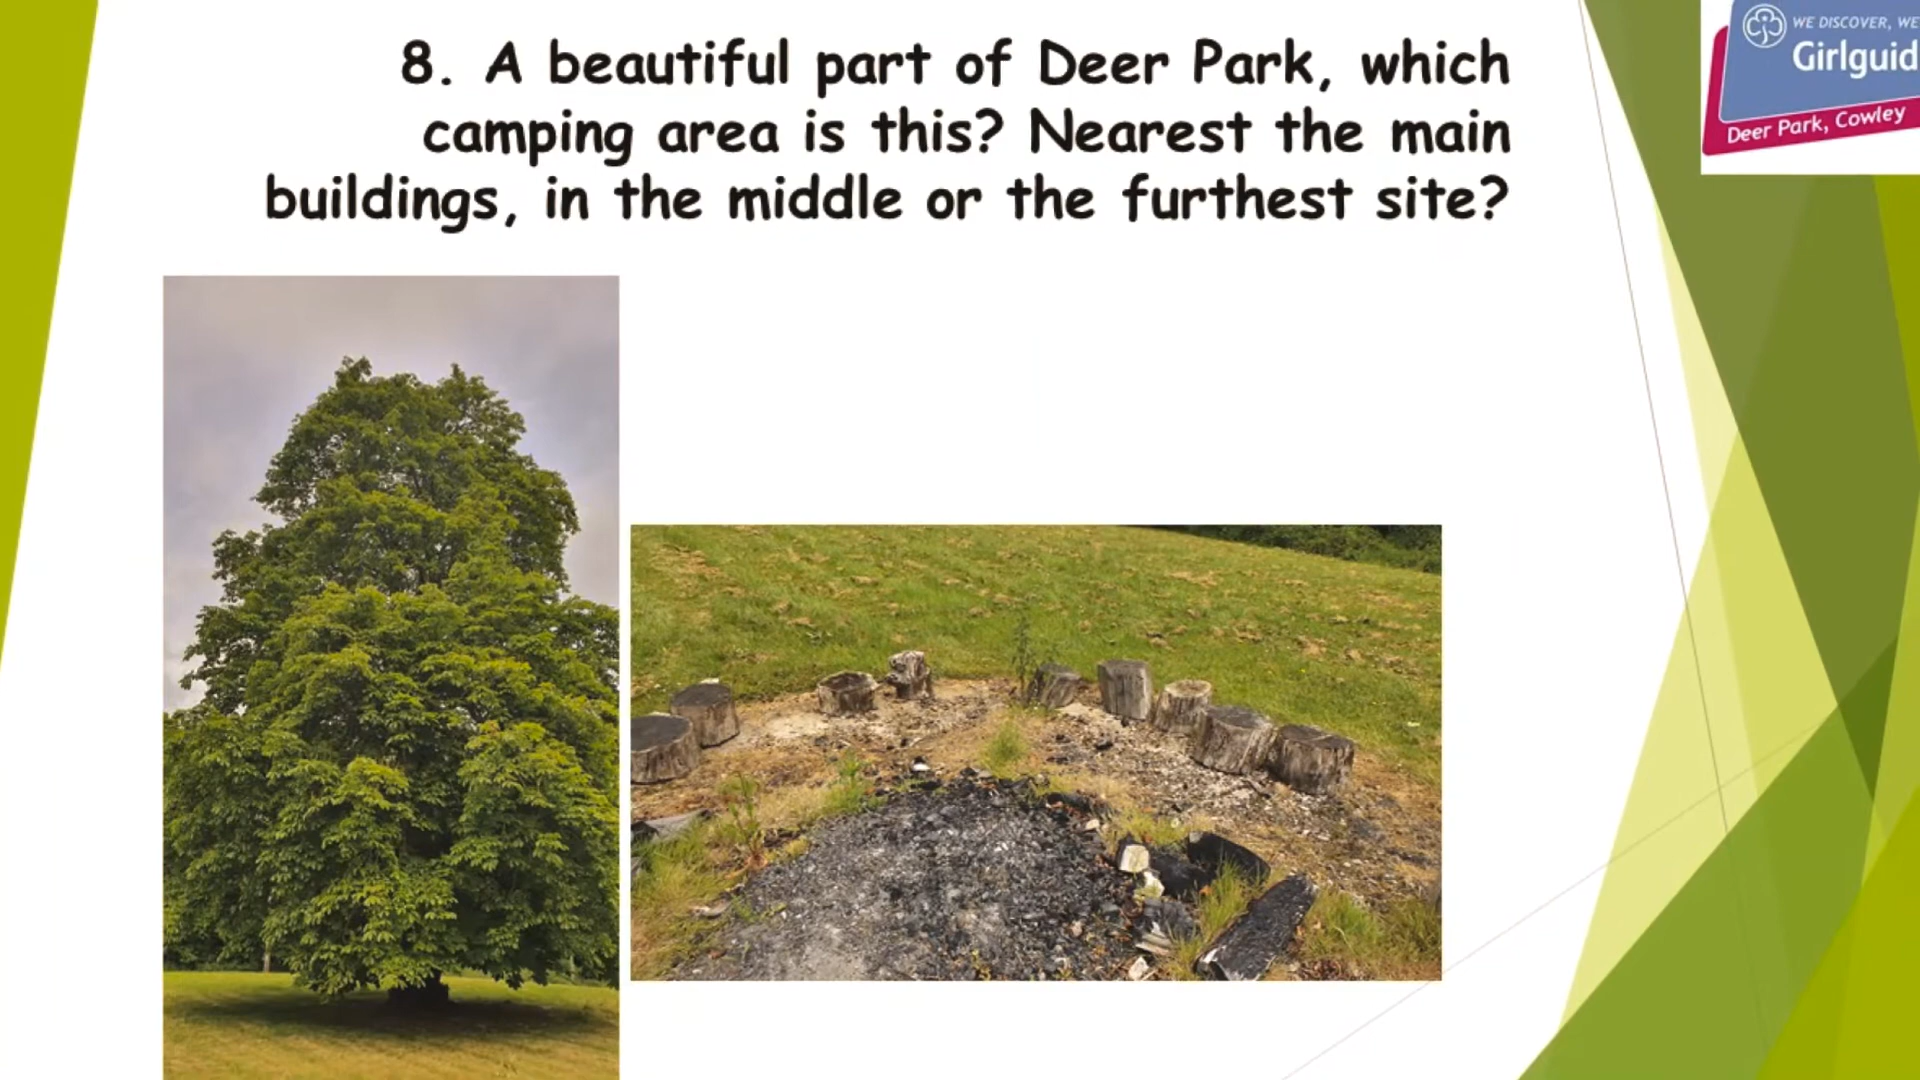 8. A beautiful part of Deer Park, which
camping area is this? Nearest the main
buildings, in the middle or the furthest site?
WE DISCOVER, WE
Girlguid
Deer Park, Cowley